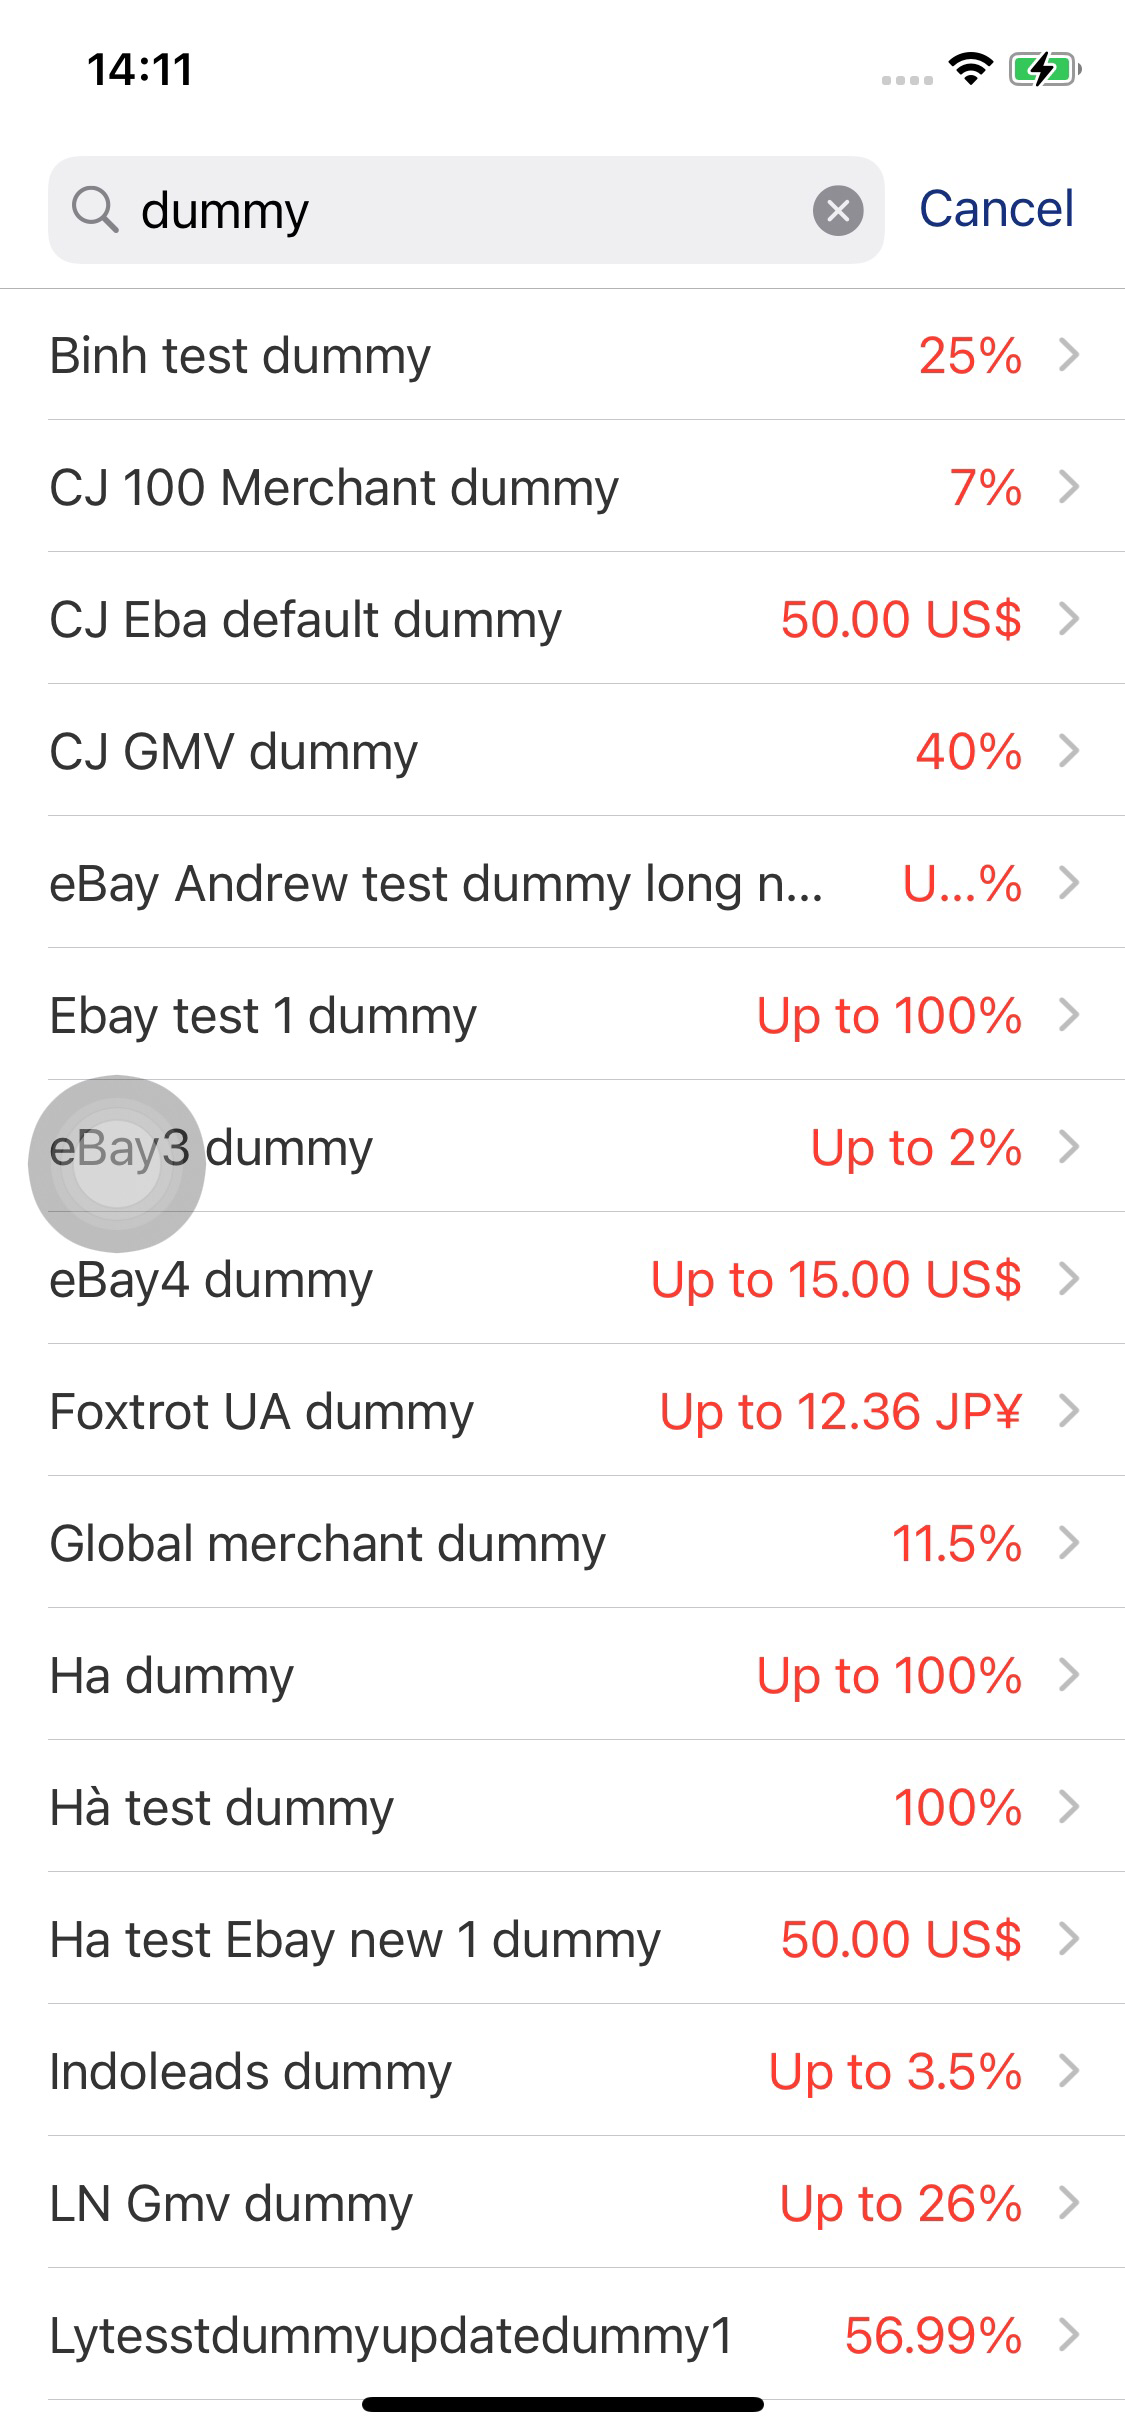 14:11
dummy
Cancel
Binh test dummy 25%
CJ 100 Merchant dummy 7%
CJ Eba default dummy 50.00 US$
CJ GMV dummy 40%
eBay Andrew test dummy long n... U...%
Ebay test 1 dummy Up to 100%
eBay3 dummy Up to 2%
eBay4 dummy Up to 15.00 US$
Foxtrot UA dummy Up to 12.36 JP¥
Global merchant dummy 11.5%
Ha dummy Up to 100%
Hà test dummy 100%
Ha test Ebay new 1 dummy 50.00 US$
Indoleads dummy Up to 3.5%
LN Gmv dummy Up to 26%
Lytesstdummyupdatedummy1 56.99%